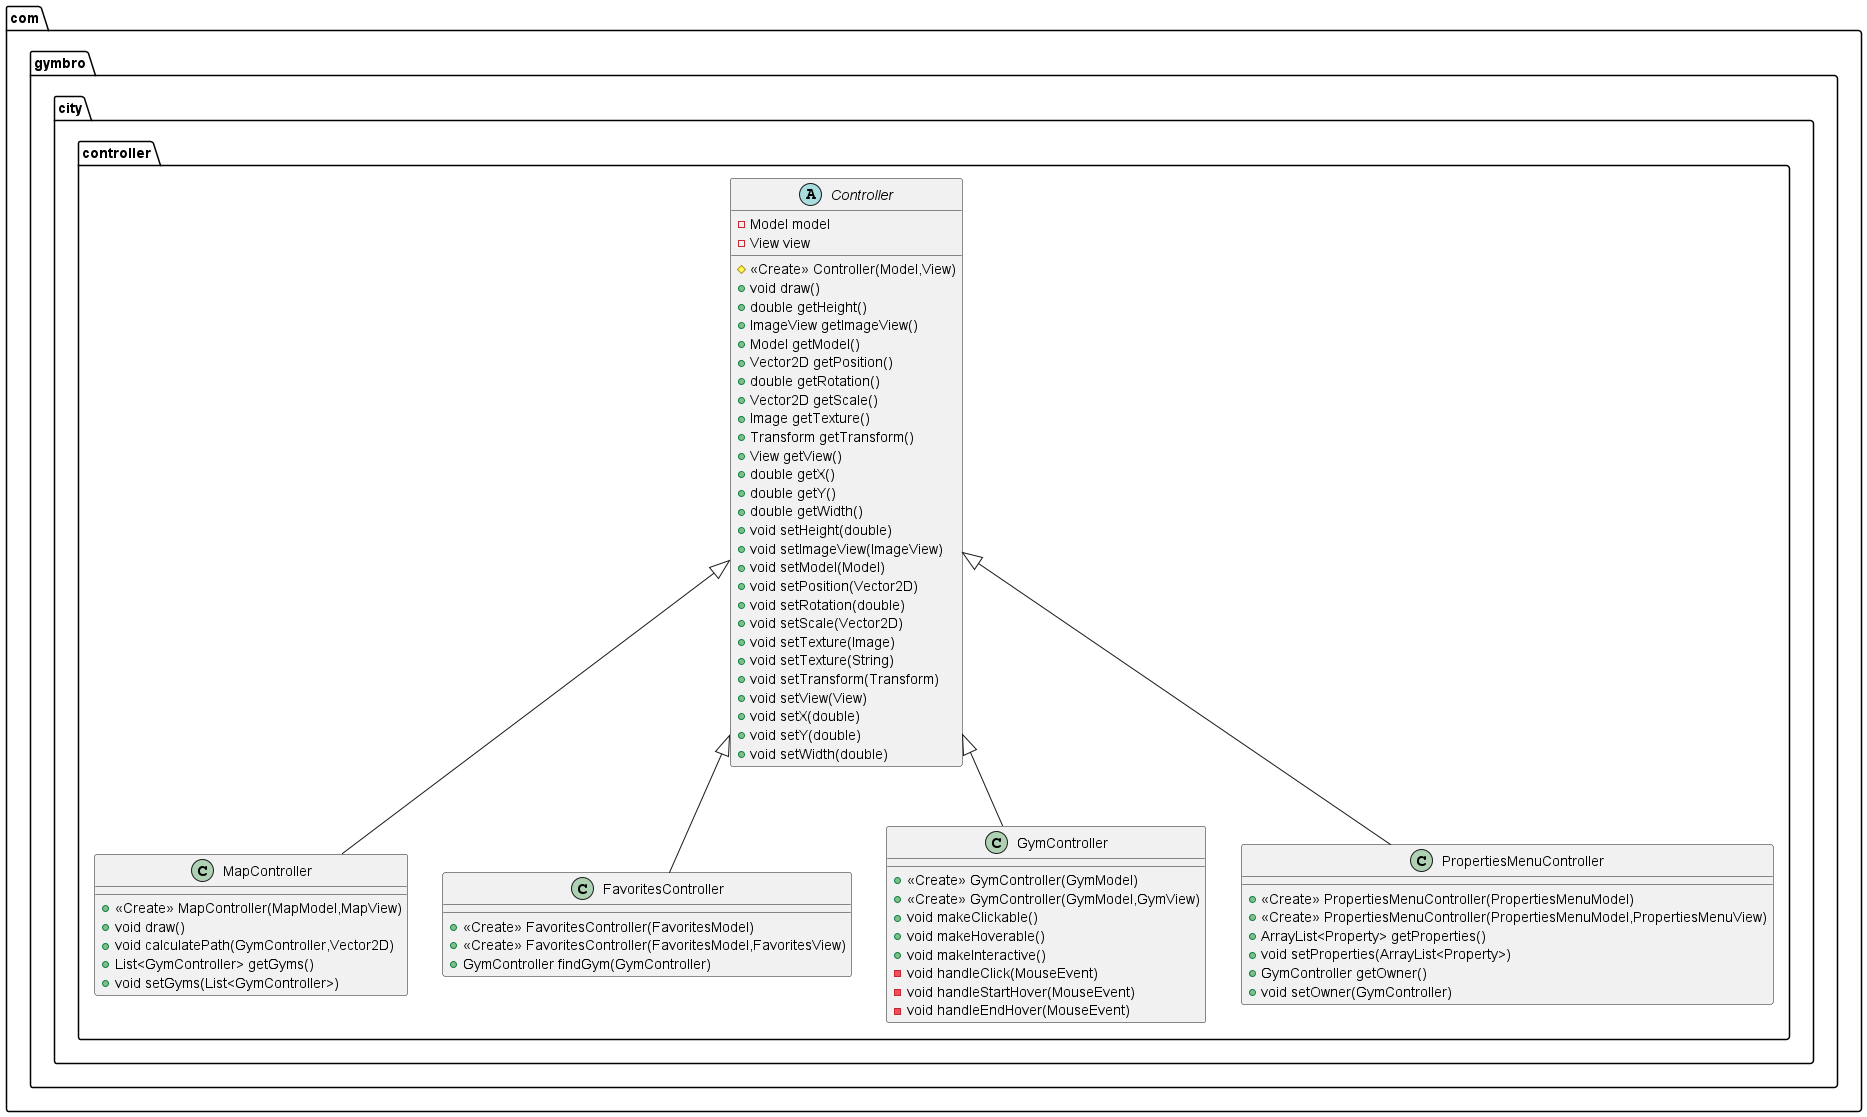 com
gymbro
city
controller
A Controller
Model model
View view
«Create» Controller(Model,View)
void draw()
double getHeight()
ImageView getImageView()
Model getModel()
Vector2D getPosition()
double getRotation()
Vector2D getScale()
Image getTexture()
Transform getTransform()
View getView()
double getX()
double getY()
double getWidth()
void setHeight(double)
void setImageView(ImageView)
void setModel(Model)
void setPosition(Vector2D)
void setRotation(double)
void setScale(Vector2D)
void setTexture(Image)
void setTexture(String)
void setTransform(Transform)
void setView(View)
void setX(double)
void setY(double)
void setWidth(double)
C MapController
«Create» MapController(MapModel,MapView)
void draw()
void calculatePath(GymController,Vector2D)
List<GymController> getGyms()
void setGyms(List<GymController>)
C FavoritesController
«Create» FavoritesController(FavoritesModel)
«Create» FavoritesController(FavoritesModel,FavoritesView)
GymController findGym(GymController)
C GymController
«Create» GymController(GymModel)
«Create» GymController(GymModel,GymView)
void makeClickable()
void makeHoverable()
void makeInteractive()
void handleClick(MouseEvent)
void handleStartHover(MouseEvent)
void handleEndHover(MouseEvent)
C PropertiesMenuController
«Create» PropertiesMenuController(PropertiesMenuModel)
«Create» PropertiesMenuController(PropertiesMenuModel,PropertiesMenuView)
ArrayList<Property> getProperties()
void setProperties(ArrayList<Property>)
GymController getOwner()
void setOwner(GymController)